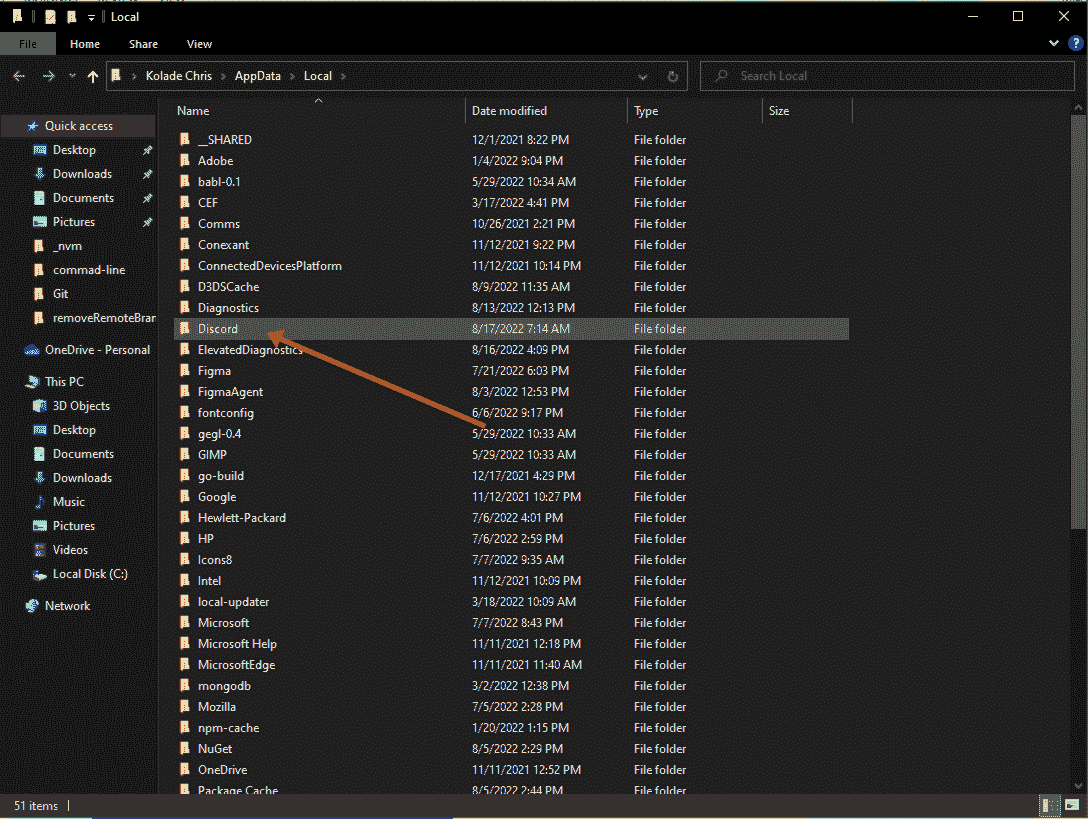 Local
File Home Share View
Kolade Chris AppData Local Search Local
Name Date modified Type Size
Quick access
Desktop
Downloads
Documents
Pictures
_nvm
commad-line
Git
removeRemoteBrar
OneDrive - Personal
This PC
3D Objects
Desktop
Documents
Downloads
Music
Pictures
Videos
Local Disk (C:)
Network
__SHARED 12/1/2021 8:22 PM File folder
Adobe 1/4/2022 9:04 PM File folder
babl-0.1 5/29/2022 10:34 AM File folder
CEF 3/17/2022 4:41 PM File folder
Comms 10/26/2021 2:21 PM File folder
Conexant 11/12/2021 9:22 PM File folder
ConnectedDevicesPlatform 11/12/2021 10:14 PM File folder
D3DSCache 8/9/2022 11:35 AM File folder
Diagnostics 8/13/2022 12:13 PM File folder
Discord 8/17/2022 7:14 AM File folder
ElevatedDiagnostics 8/16/2022 4:09 PM File folder
Figma 7/21/2022 6:03 PM File folder
FigmaAgent 8/3/2022 12:53 PM File folder
fontconfig 6/6/2022 9:17 PM File folder
gegl-0.4 5/29/2022 10:33 AM File folder
GIMP 5/29/2022 10:33 AM File folder
go-build 12/17/2021 4:29 PM File folder
Google 11/12/2021 10:27 PM File folder
Hewlett-Packard 7/6/2022 4:01 PM File folder
HP 7/6/2022 2:59 PM File folder
Icons8 7/7/2022 9:35 AM File folder
Intel 11/12/2021 10:09 PM File folder
local-updater 3/18/2022 10:09 AM File folder
Microsoft 7/7/2022 8:43 PM File folder
Microsoft Help 11/11/2021 12:18 PM File folder
MicrosoftEdge 11/11/2021 11:40 AM File folder
mongodb 3/2/2022 12:38 PM File folder
Mozilla 7/5/2022 2:28 PM File folder
npm-cache 1/20/2022 1:15 PM File folder
NuGet 8/5/2022 2:29 PM File folder
OneDrive 11/11/2021 12:52 PM File folder
Package Cache 8/5/2022 2:44 PM File folder
51 items